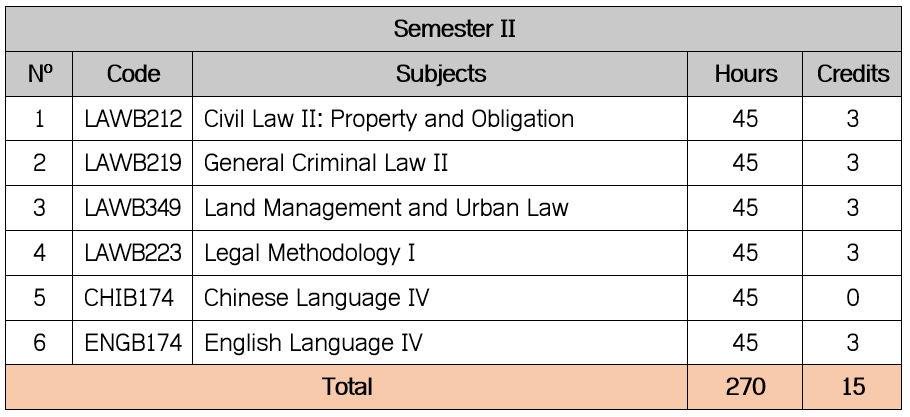 Semester II
Nº Code Subjects Hours Credits
1 LAWB212 Civil Law II: Property and Obligation 45 3
2 LAWB219 General Criminal Law II 45 3
3 LAWB349 Land Management and Urban Law 45 3
4 LAWB223 Legal Methodology I 45 3
5 CHIB174 Chinese Language IV 45 0
6 ENGB174 English Language IV 45 3
Total 270 15